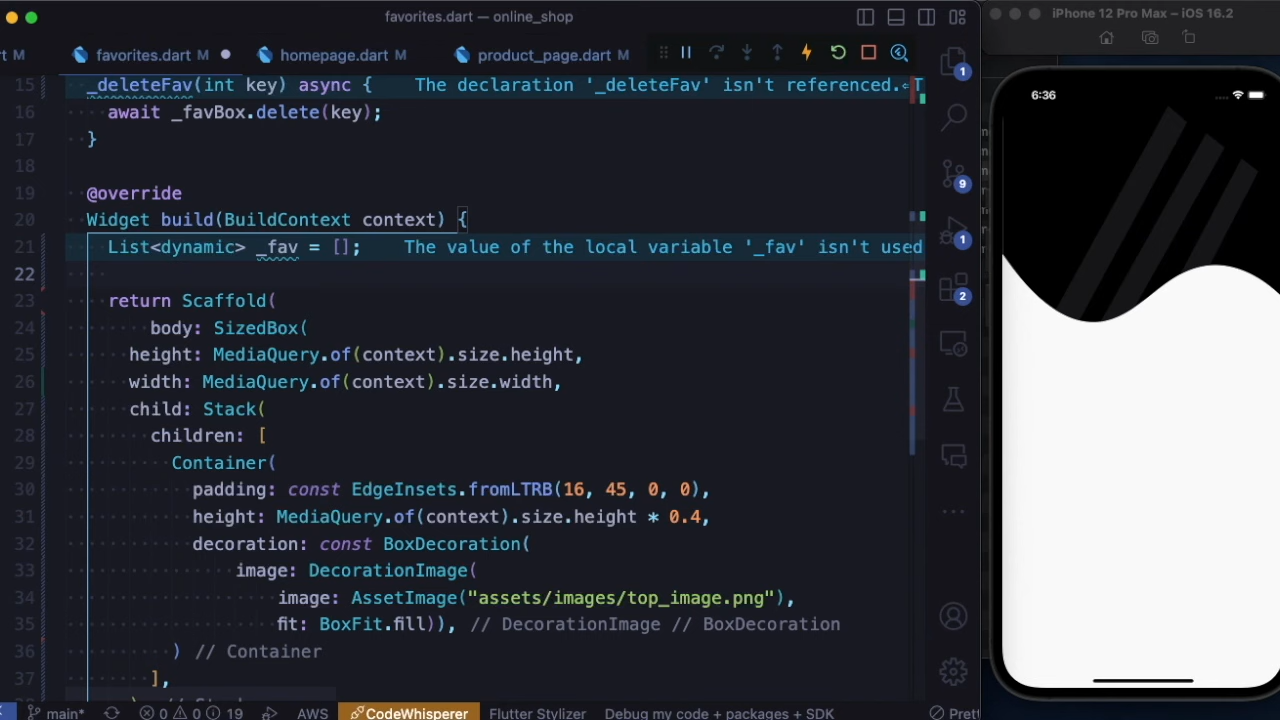 favorites.dart — online_shop
iPhone 12 Pro Max – iOS 16.2
rt M
favorites.dart M
homepage.dart M
product_page.dart M
15 _deleteFav(int key) async { The declaration '_deleteFav' isn't referenced. T
16 await _favBox.delete(key);
17 }
18
19 @override
20 Widget build(BuildContext context) {
21 List<dynamic> _fav = []; The value of the local variable '_fav' isn't used
22
23 return Scaffold(
24 body: SizedBox(
25 height: MediaQuery.of(context).size.height,
26 width: MediaQuery.of(context).size.width,
27 child: Stack(
28 children: [
29 Container(
30 padding: const EdgeInsets.fromLTRB(16, 45, 0, 0),
31 height: MediaQuery.of(context).size.height * 0.4,
32 decoration: const BoxDecoration(
33 image: DecorationImage(
34 image: AssetImage("assets/images/top_image.png"),
35 fit: BoxFit.fill)), // DecorationImage // BoxDecoration
36 ) // Container
37 ],
1
9
1
2
6:36
main* 0 0 19 AWS CodeWhisperer Flutter Stylizer Debug my code + packages + SDK Pret